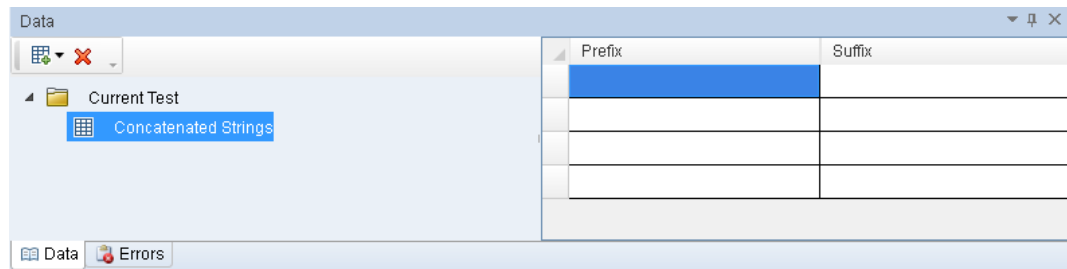 Data
Prefix Suffix
Current Test
Concatenated Strings
Data Errors